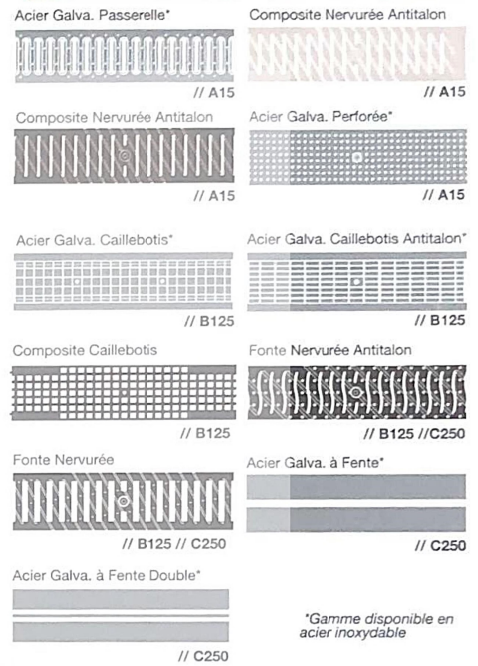 Acier Galva. Passerelle*
Composite Nervurée Antitalon
// A15
// A15
Composite Nervurée Antitalon
Acier Galva. Perforée*
// A15
// A15
Acier Galva. Caillebotis*
Acier Galva. Caillebotis Antitalon*
// B125
// B125
Composite Caillebotis
Fonte Nervurée Antitalon
// B125
// B125 //C250
Fonte Nervurée
Acier Galva. à Fente*
// B125 // C250
// C250
Acier Galva. à Fente Double*
// C250
*Gamme disponible en
acier inoxydable